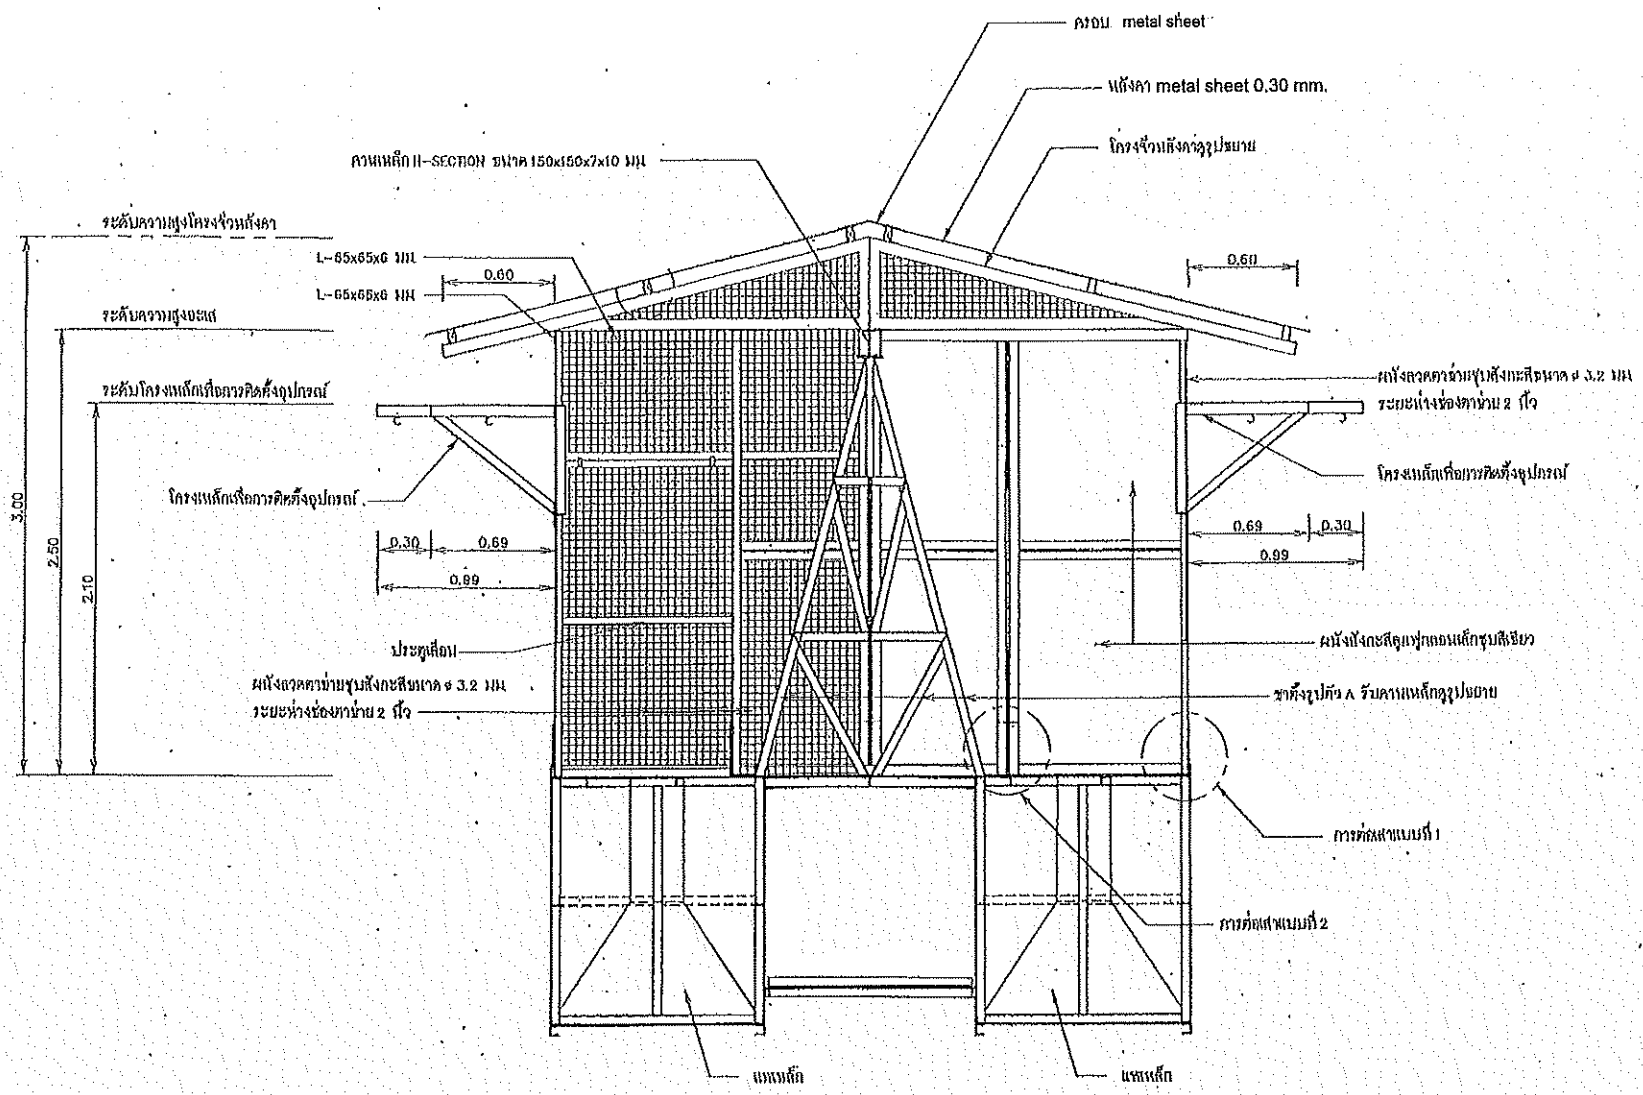 ครอบ metal sheet
หลังคา metal sheet 0.30 mm.
โครงจั่วหลังคาดูรูปขยาย
คานเหล็ก H-SECTION ขนาด 150x150x7x10 มม
ระดับความสูงโครงจั่วหลังคา
L-65x65x6 มม
0.60
0.60
L-65x65x6 มม
ระดับความสูงอะเส
ผนังลวดตาข่ายชุบสังกะสีขนาด ø 3.2 มม
ระยะห่างช่องตาข่าย 2 นิ้ว
ระดับโครงเหล็กเพื่อการติดตั้งอุปกรณ์
โครงเหล็กเพื่อการติดตั้งอุปกรณ์
โครงเหล็กเพื่อการติดตั้งอุปกรณ์
3.00
2.50
2.10
0.30
0.69
0.99
0.69
0.30
0.99
ประตูเลื่อน
ผนังสังกะสีลูกฟูกลอนเล็กชุบสีเขียว
ผนังลวดตาข่ายชุบสังกะสีขนาด ø 3.2 มม
ระยะห่างช่องตาข่าย 2 นิ้ว
ขาตั้งรูปตัว A รับคานเหล็กดูรูปขยาย
การต่อเสาแบบที่ 1
การต่อเสาแบบที่ 2
แพเหล็ก
แพเหล็ก